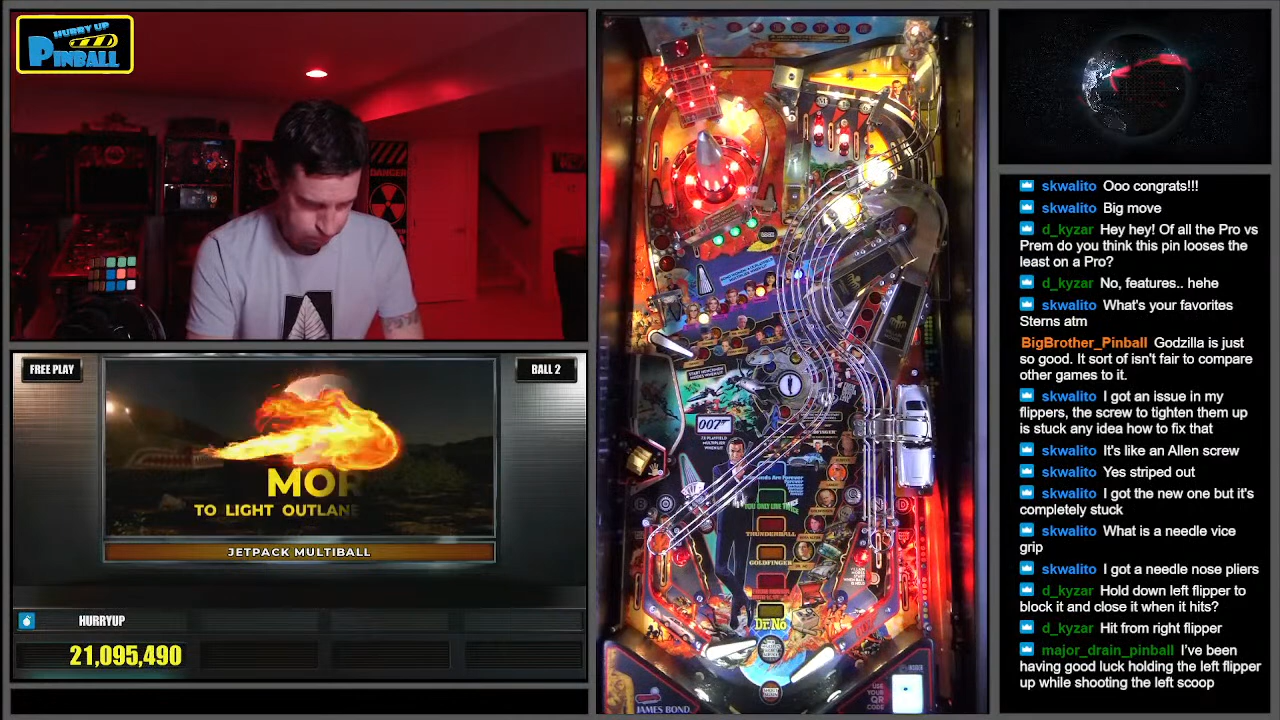 HURRY UP
PINBALL
DANGER
FREE PLAY
BALL 2
MOR
TO LIGHT OUTLANE
JETPACK MULTIBALL
HURRYUP
21,095,490
007
THUNDERBALL
GOLDFINGER
DR. NO
JAMES BOND
USE
YOUR
QR
CODE
skwalito Ooo congrats!!!
skwalito Big move
d_kyzar Hey hey! Of all the Pro vs
Prem do you think this pin looses the
least on a Pro?
d_kyzar No, features.. hehe
skwalito What's your favorites
Sterns atm
BigBrother_Pinball Godzilla is just
so good. It sort of isn't fair to compare
other games to it.
skwalito I got an issue in my
flippers, the screw to tighten them up
is stuck any idea how to fix that
skwalito It's like an Allen screw
skwalito Yes striped out
skwalito I got the new one but it's
completely stuck
skwalito What is a needle vice
grip
skwalito I got a needle nose pliers
d_kyzar Hold down left flipper to
block it and close it when it hits?
d_kyzar Hit from right flipper
major_drain_pinball I've been
having good luck holding the left flipper
up while shooting the left scoop